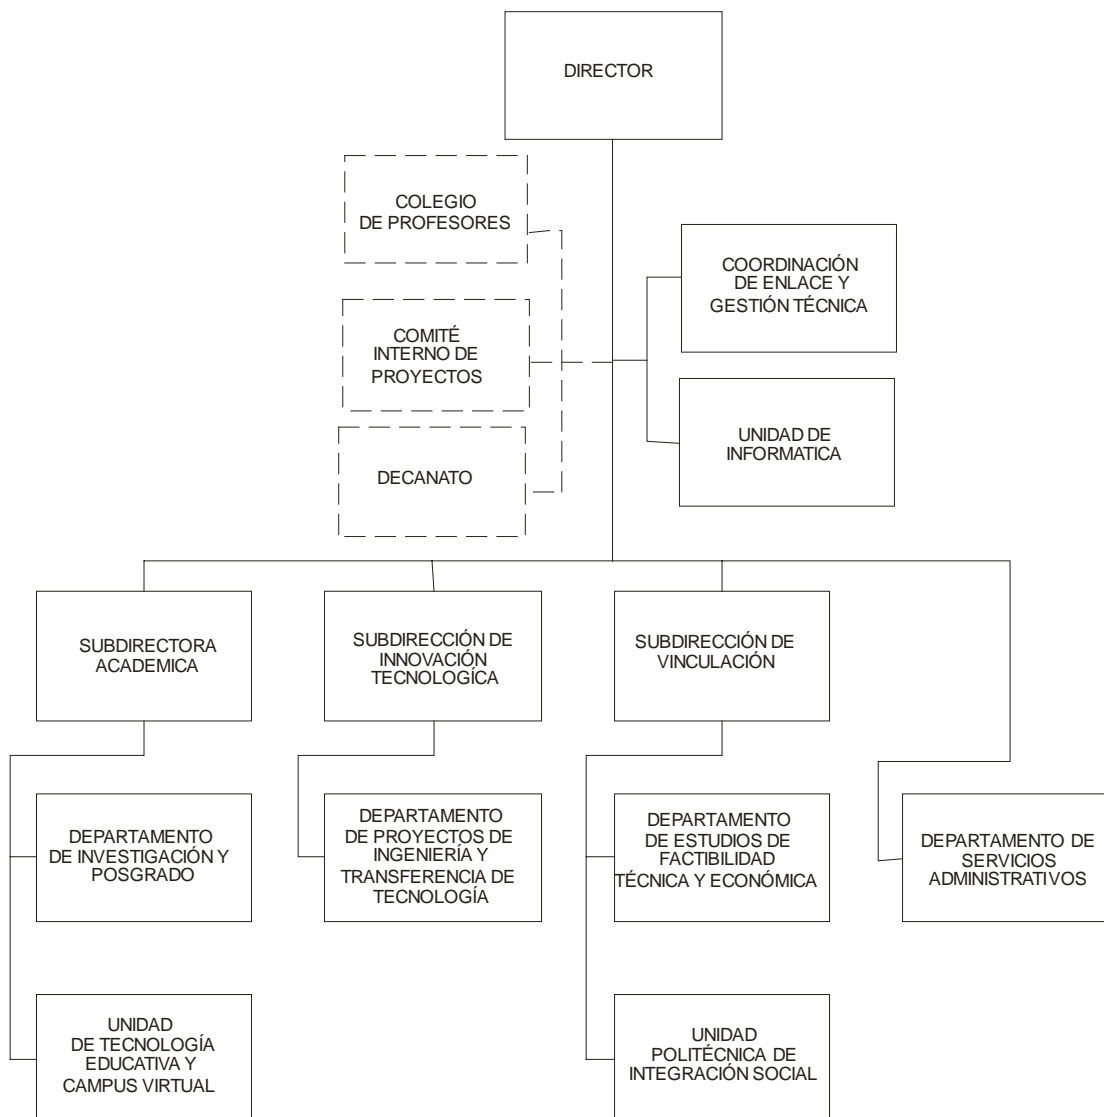 DIRECTOR
COLEGIO
DE PROFESORES
COORDINACIÓN
DE ENLACE Y
GESTIÓN TÉCNICA
COMITÉ
INTERNO DE
PROYECTOS
UNIDAD DE
INFORMATICA
DECANATO
SUBDIRECTORA
ACADEMICA
SUBDIRECCIÓN DE
INNOVACIÓN
TECNOLOGÍCA
SUBDIRECCIÓN DE
VINCULACIÓN
DEPARTAMENTO
DE INVESTIGACIÓN Y
POSGRADO
DEPARTAMENTO
DE PROYECTOS DE
INGENIERÍA Y
TRANSFERENCIA DE
TECNOLOGÍA
DEPARTAMENTO
DE ESTUDIOS DE
FACTIBILIDAD
TÉCNICA Y ECONÓMICA
DEPARTAMENTO DE
SERVICIOS
ADMINISTRATIVOS
UNIDAD
DE TECNOLOGÍA
EDUCATIVA Y
CAMPUS VIRTUAL
UNIDAD
POLITÉCNICA DE
INTEGRACIÓN SOCIAL